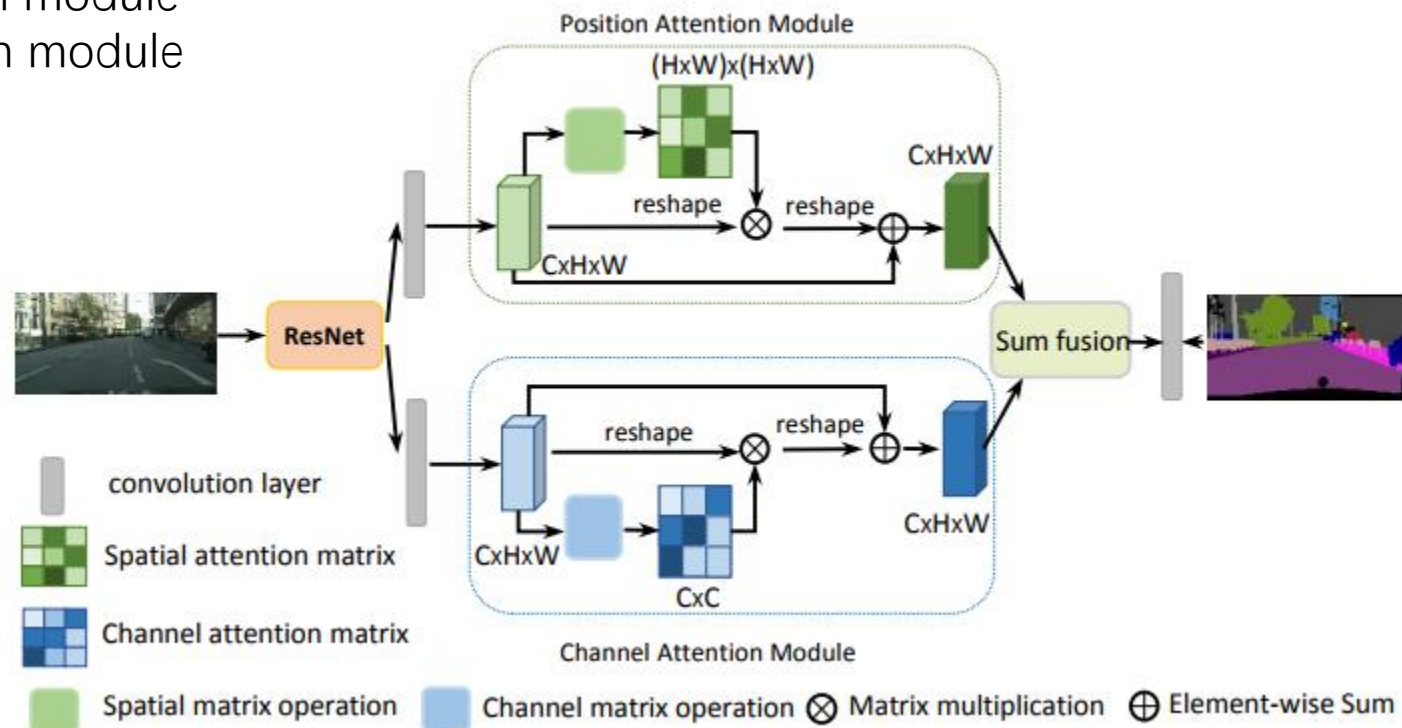 module
module
Position Attention Module
(HxW)x(HxW)
CxHxW
reshape
reshape
CxHxW
ResNet
Sum fusion
reshape
reshape
convolution layer
CxHxW
CxHxW
Spatial attention matrix
CxC
Channel attention matrix
Channel Attention Module
Spatial matrix operation
Channel matrix operation
Matrix multiplication
Element-wise Sum